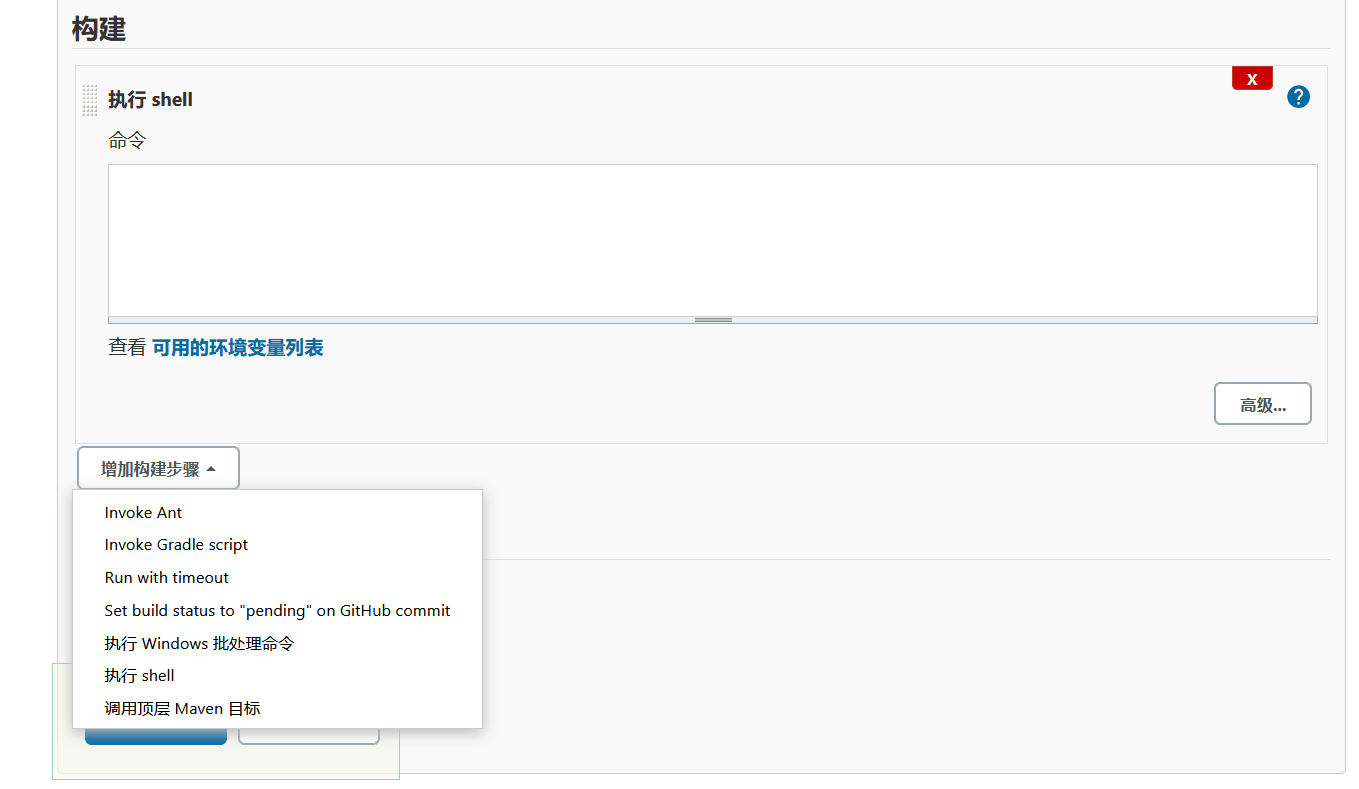 构建
X
执行 shell
?
命令
查看 可用的环境变量列表
高级...
增加构建步骤
Invoke Ant
Invoke Gradle script
Run with timeout
Set build status to "pending" on GitHub commit
执行 Windows 批处理命令
执行 shell
调用顶层 Maven 目标